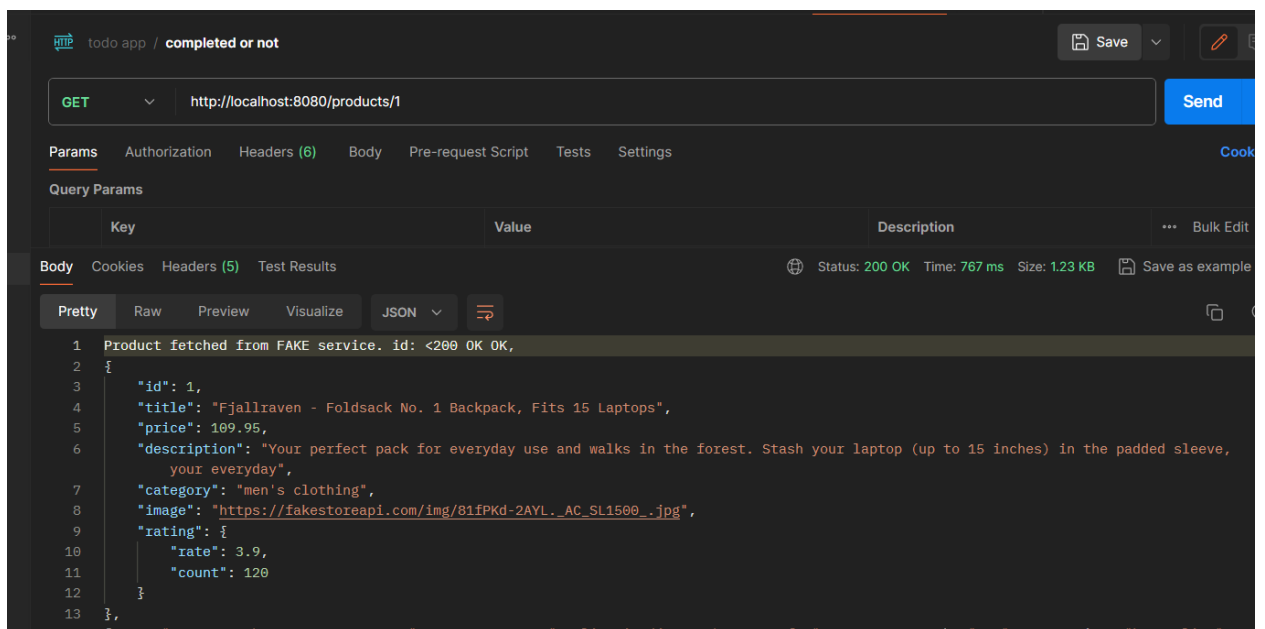 HTTP todo app / completed or not Save
GET http://localhost:8080/products/1 Send
Params Authorization Headers (6) Body Pre-request Script Tests Settings Cook
Query Params
Key Value Description ••• Bulk Edit
Body Cookies Headers (5) Test Results Status: 200 OK Time: 767 ms Size: 1.23 KB Save as example
Pretty Raw Preview Visualize JSON
1 Product fetched from FAKE service. id: <200 OK OK,
2 {
3 "id": 1,
4 "title": "Fjallraven - Foldsack No. 1 Backpack, Fits 15 Laptops",
5 "price": 109.95,
6 "description": "Your perfect pack for everyday use and walks in the forest. Stash your laptop (up to 15 inches) in the padded sleeve,
your everyday",
7 "category": "men's clothing",
8 "image": "https://fakestoreapi.com/img/81fPKd-2AYL._AC_SL1500_.jpg",
9 "rating": {
10 "rate": 3.9,
11 "count": 120
12 }
13 },